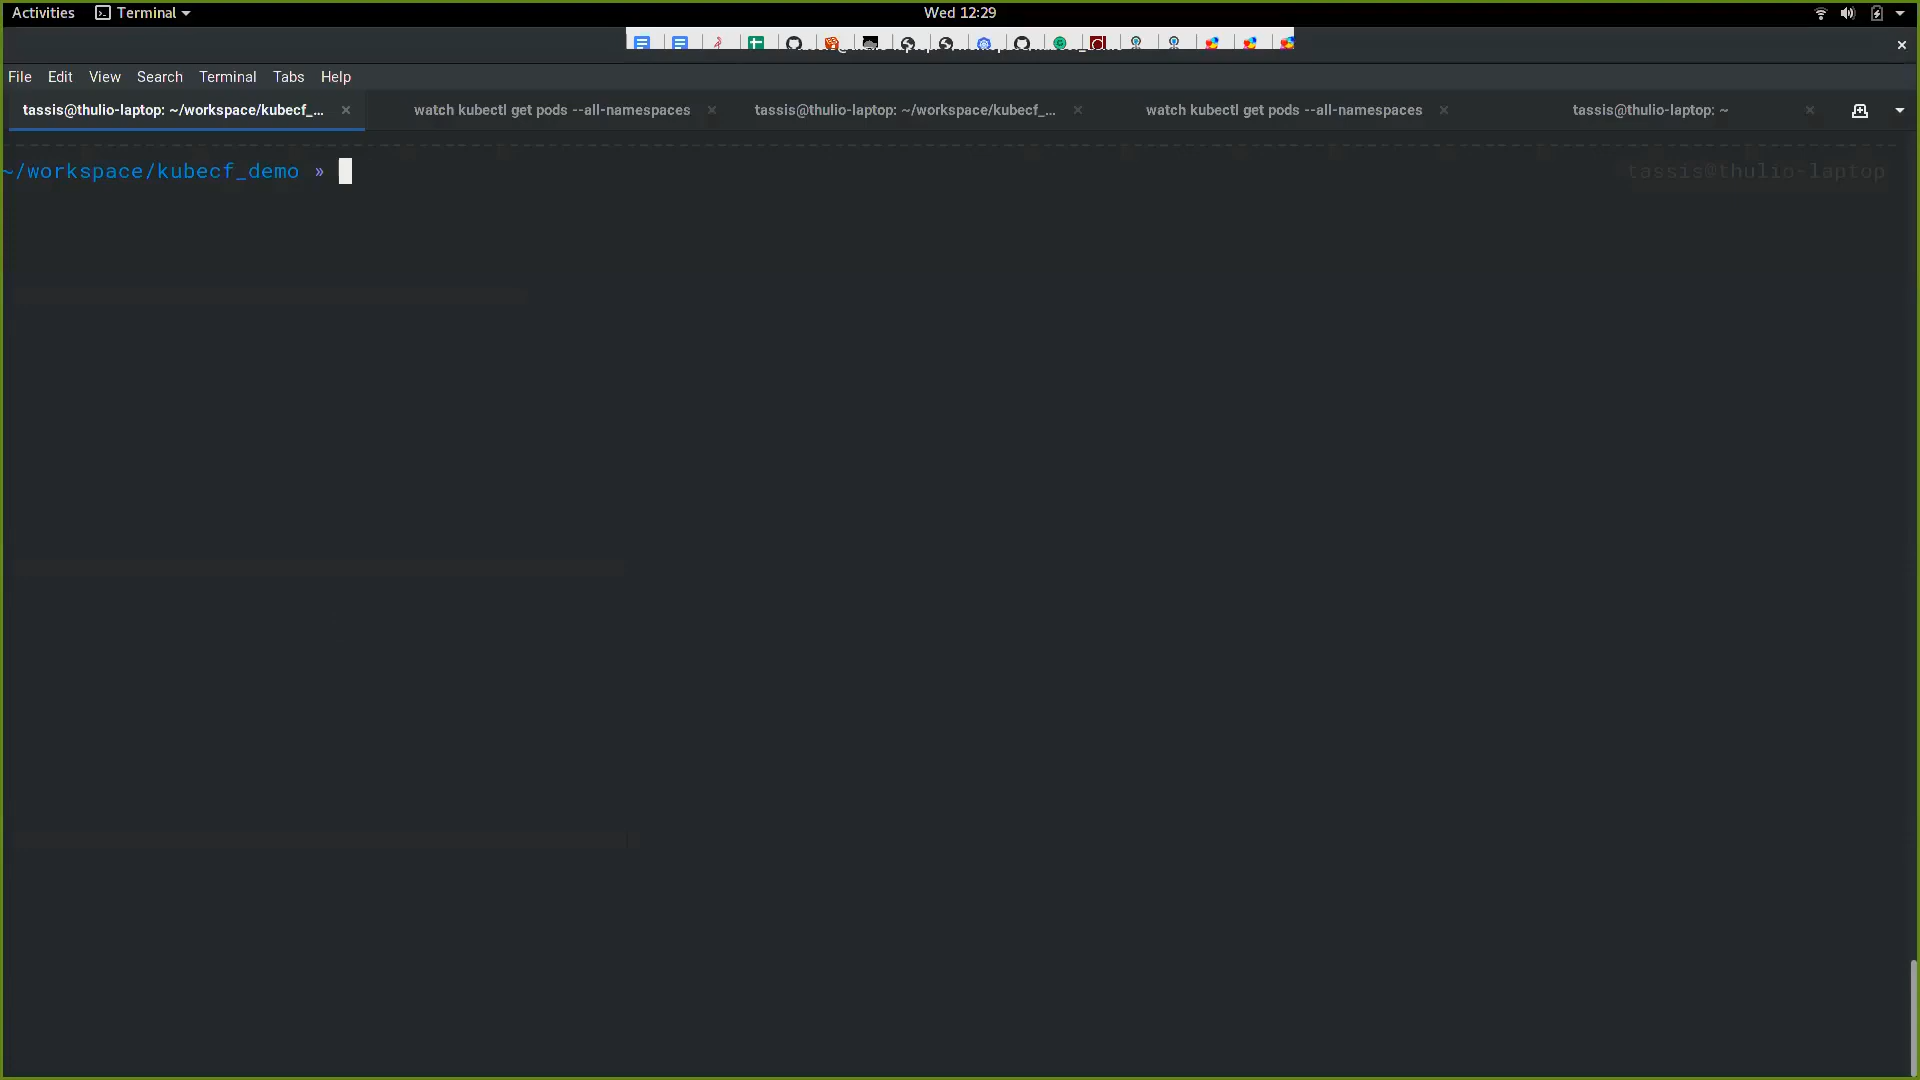 Activities Terminal Wed 12:29
File Edit View Search Terminal Tabs Help
tassis@thulio-laptop: ~/workspace/kubecf_... × watch kubectl get pods --all-namespaces × tassis@thulio-laptop: ~/workspace/kubecf_... × watch kubectl get pods --all-namespaces × tassis@thulio-laptop: ~ ×
~/workspace/kubecf_demo » tassis@thulio-laptop